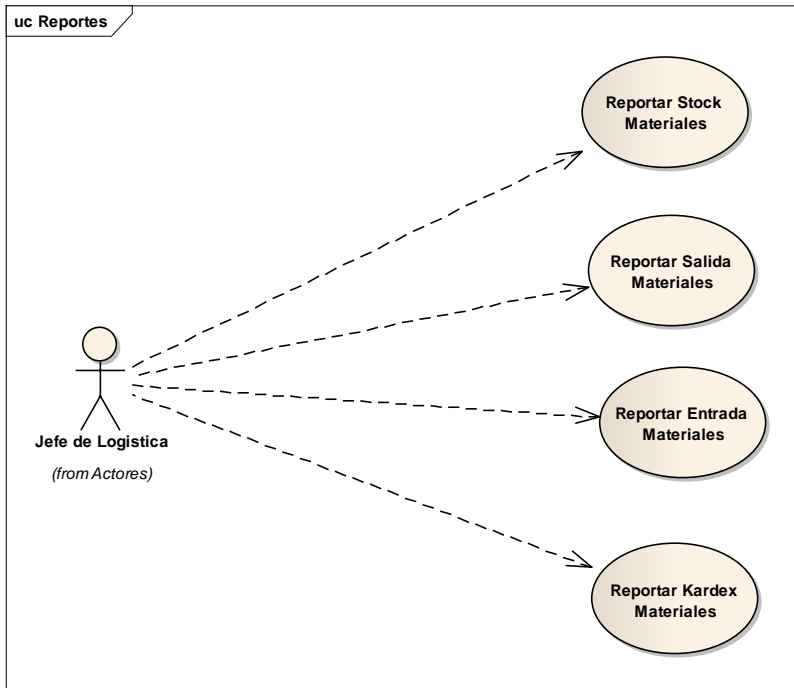 uc Reportes
Reportar Stock
Materiales
Reportar Salida
Materiales
Jefe de Logistica
(from Actores)
Reportar Entrada
Materiales
Reportar Kardex
Materiales